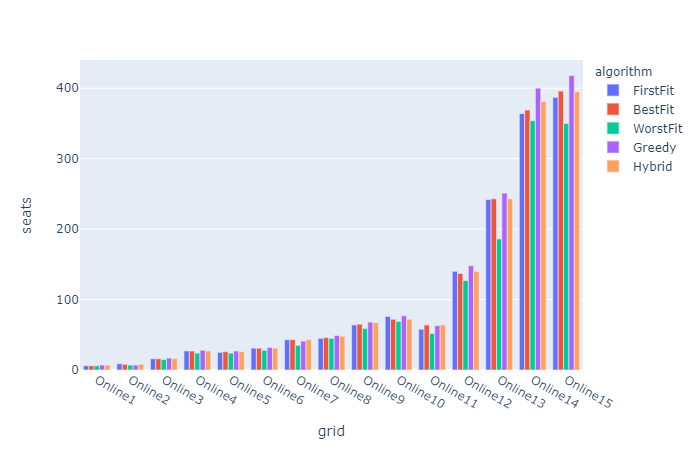 algorithm
FirstFit
BestFit
WorstFit
Greedy
Hybrid
seats
400
300
200
100
0
Online1
Online2
Online3
Online4
Online5
Online6
Online7
Online8
Online9
Online10
Online11
Online12
Online13
Online14
Online15
grid